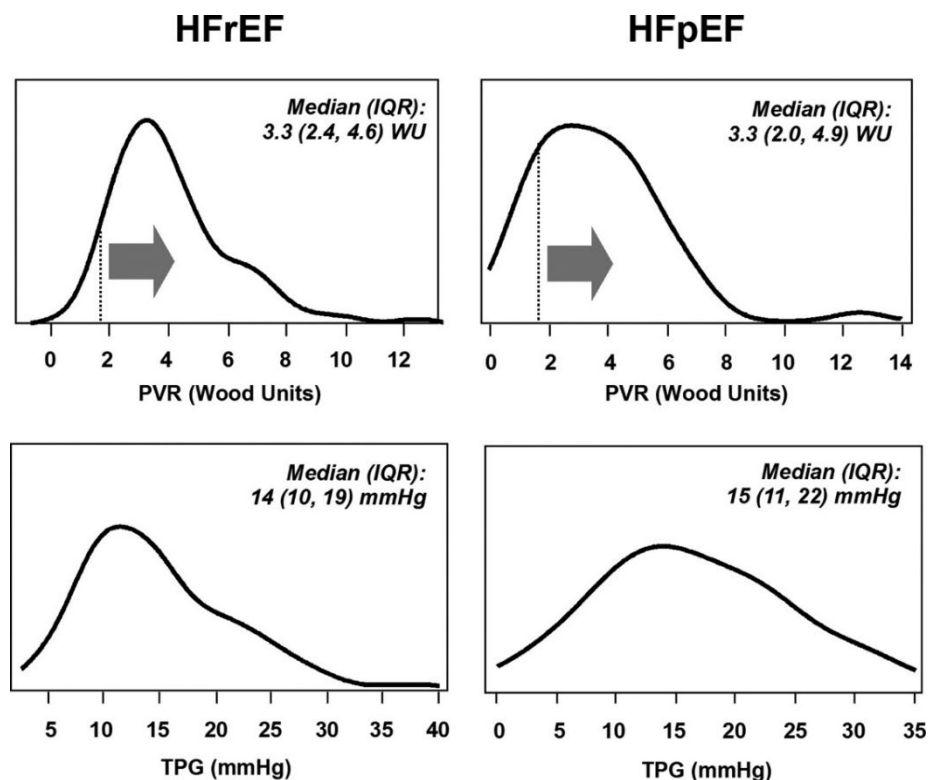 HFrEF
HFpEF
Median (IQR):
3.3 (2.4, 4.6) WU
0 2 4 6 8 10 12
PVR (Wood Units)
Median (IQR):
3.3 (2.0, 4.9) WU
0 2 4 6 8 10 14
PVR (Wood Units)
Median (IQR):
14 (10, 19) mmHg
5 10 15 20 25 30 35 40
TPG (mmHg)
Median (IQR):
15 (11, 22) mmHg
0 5 10 15 20 25 30 35
TPG (mmHg)